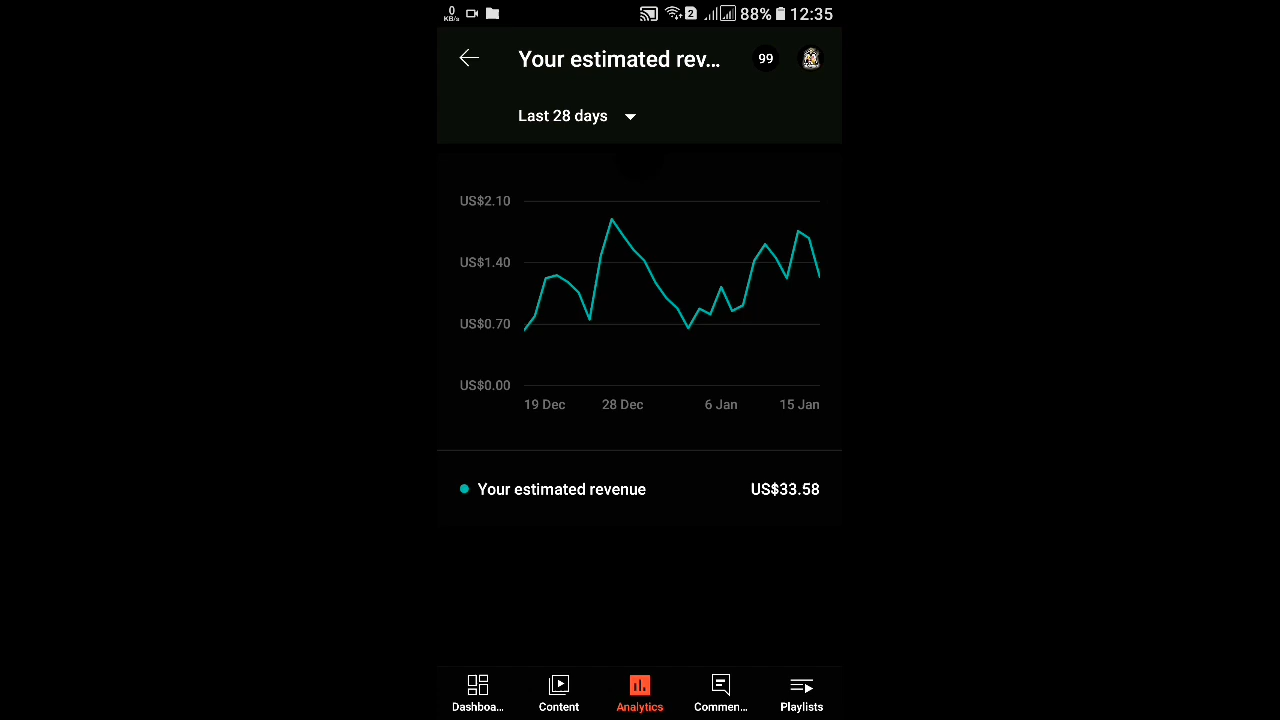 0
KB/s
2
88%
12:35
Your estimated rev...
99
Last 28 days
US$2.10
US$1.40
US$0.70
US$0.00
19 Dec 28 Dec 6 Jan 15 Jan
Your estimated revenue US$33.58
Dashboa... Content Analytics Commen... Playlists